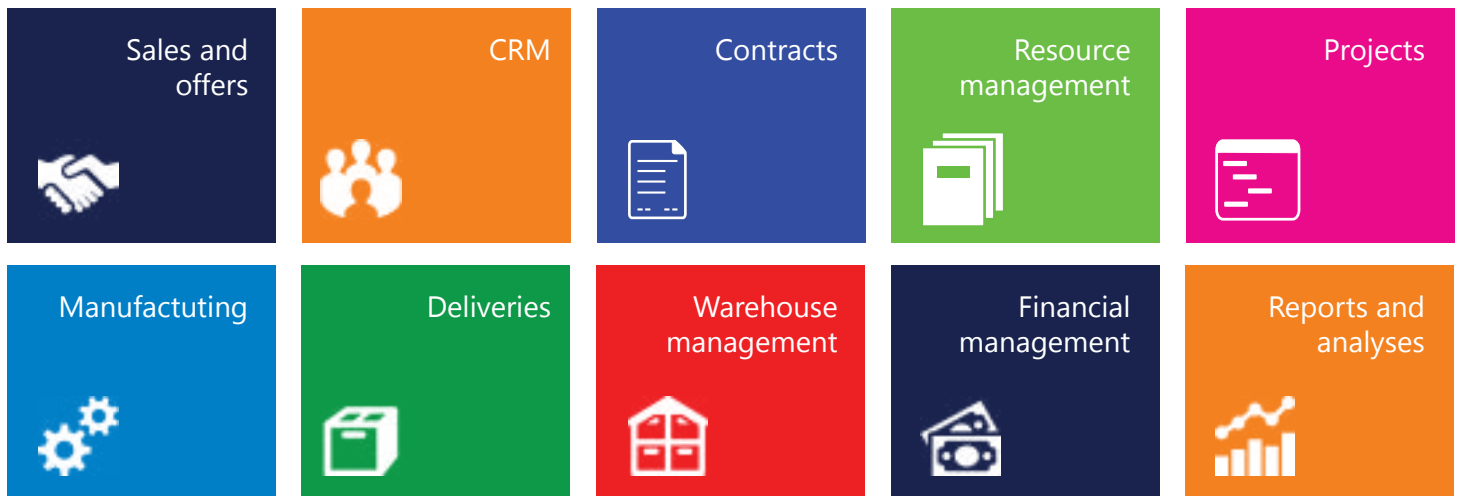 Sales and
offers
CRM
Contracts
Resource
management
Projects
Manufactuting
Deliveries
Warehouse
management
Financial
management
Reports and
analyses